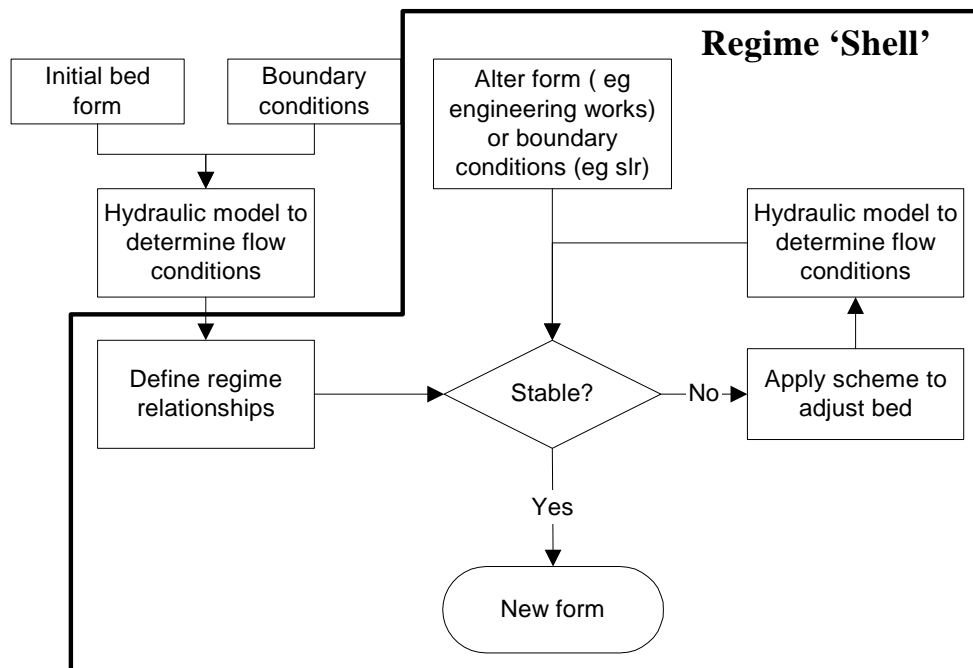 Regime ‘Shell’
Initial bed
form
Boundary
conditions
Alter form ( eg
engineering works)
or boundary
conditions (eg slr)
Hydraulic model to
determine flow
conditions
Hydraulic model to
determine flow
conditions
Define regime
relationships
Stable?
No
Apply scheme to
adjust bed
Yes
New form